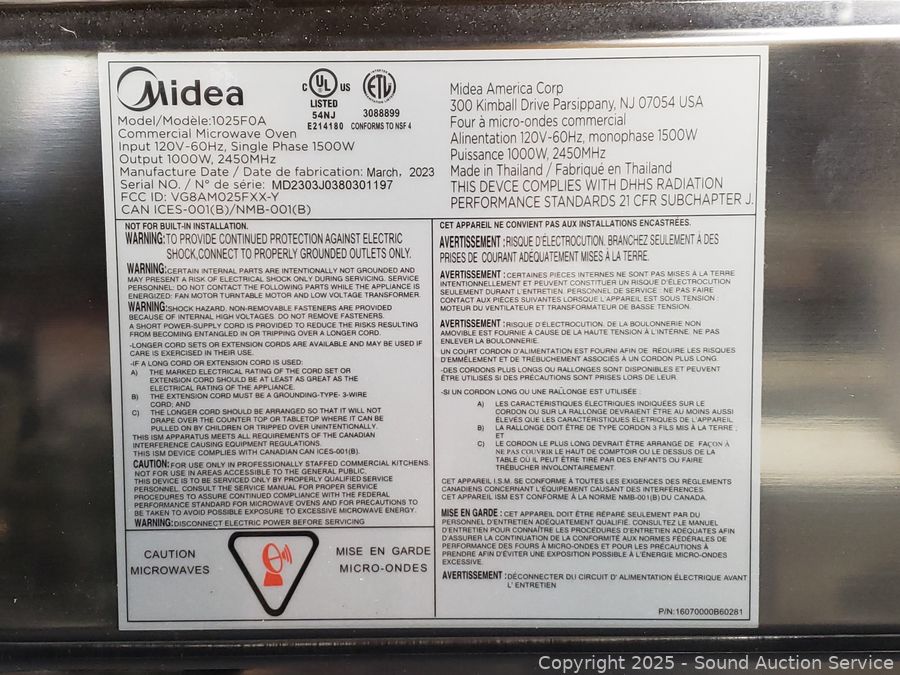 Midea
C UL US
LISTED
54NJ
E214180
INTERTEK
ETL
3088899
CONFORMS TO NSF 4
Model/Modèle:1025F0A
Commercial Microwave Oven
Input 120V-60Hz, Single Phase 1500W
Output 1000W, 2450MHz
Manufacture Date / Date de fabrication: March, 2023
Serial NO. / N° de série: MD2303J0380301197
FCC ID: VG8AM025FXX-Y
CAN ICES-001(B)/NMB-001(B)
Midea America Corp
300 Kimball Drive Parsippany, NJ 07054 USA
Four à micro-ondes commercial
Alinentation 120V-60Hz, monophase 1500W
Puissance 1000W, 2450MHz
Made in Thailand / Fabriqué en Thailand
THIS DEVCE COMPLIES WITH DHHS RADIATION
PERFORMANCE STANDARDS 21 CFR SUBCHAPTER J.
NOT FOR BUILT-IN INSTALLATION.
WARNING:TO PROVIDE CONTINUED PROTECTION AGAINST ELECTRIC
SHOCK,CONNECT TO PROPERLY GROUNDED OUTLETS ONLY.
WARNING:CERTAIN INTERNAL PARTS ARE INTENTIONALLY NOT GROUNDED AND
MAY PRESENT A RISK OF ELECTRICAL SHOCK ONLY DURING SERVICING. SERVICE
PERSONNEL: DO NOT CONTACT THE FOLLOWING PARTS WHILE THE APPLIANCE IS
ENERGIZED: FAN MOTOR TURNTABLE MOTOR AND LOW VOLTAGE TRANSFORMER
WARNING:SHOCK HAZARD. NON-REMOVABLE FASTENERS ARE PROVIDED
BECAUSE OF INTERNAL HIGH VOLTAGES. DO NOT REMOVE FASTENERS.
A SHORT POWER-SUPPLY CORD IS PROVIDED TO REDUCE THE RISKS RESULTING
FROM BECOMING ENTANGLED IN OR TRIPPING OVER A LONGER CORD.
-LONGER CORD SETS OR EXTENSION CORDS ARE AVAILABLE AND MAY BE USED IF
CARE IS EXERCISED IN THEIR USE.
-IF A LONG CORD OR EXTENSION CORD IS USED:
A) THE MARKED ELECTRICAL RATING OF THE CORD SET OR
EXTENSION CORD SHOULD BE AT LEAST AS GREAT AS THE
ELECTRICAL RATING OF THE APPLIANCE.
B) THE EXTENSION CORD MUST BE A GROUNDING-TYPE- 3-WIRE
CORD; AND
C) THE LONGER CORD SHOULD BE ARRANGED SO THAT IT WILL NOT
DRAPE OVER THE COUNTER TOP OR TABLETOP WHERE IT CAN BE
PULLED ON BY CHILDREN OR TRIPPED OVER UNINTENTIONALLY.
THIS ISM APPARATUS MEETS ALL REQUIREMENTS OF THE CANADIAN
INTERFERENCE CAUSING EQUIPMENT REGULATIONS.
THIS ISM DEVICE COMPLIES WITH CANADIAN CAN ICES-001(B).
CAUTION:FOR USE ONLY IN PROFESSIONALLY STAFFED COMMERCIAL KITCHENS.
NOT FOR USE IN AREAS ACCESSIBLE TO THE GENERAL PUBLIC.
THIS DEVICE IS TO BE SERVICED ONLY BY PROPERLY QUALIFIED SERVICE
PERSONNEL. CONSULT THE SERVICE MANUAL FOR PROPER SERVICE
PROCEDURES TO ASSURE CONTINUED COMPLIANCE WITH THE FEDERAL
PERFORMANCE STANDARD FOR MICROWAVE OVENS AND FOR PRECAUTIONS TO
BE TAKEN TO AVOID POSSIBLE EXPOSURE TO EXCESSIVE MICROWAVE ENERGY.
WARNING:DISCONNECT ELECTRIC POWER BEFORE SERVICING
CAUTION
MICROWAVES
MISE EN GARDE
MICRO-ONDES
CET APPAREIL NE CONVIENT PAS AUX INSTALLATIONS ENCASTRÉES.
AVERTISSEMENT :RISQUE D'ÉLECTROCUTION. BRANCHEZ SEULEMENT À DES
PRISES DE COURANT ADÉQUATEMENT MISES À LA TERRE.
AVERTISSEMENT :CERTAINES PIÈCES INTERNES NE SONT PAS MISES À LA TERRE
INTENTIONNELLEMENT ET PEUVENT CONSTITUER UN RISQUE D'ÉLECTROCUTION
SEULEMENT DURANT L'ENTRETIEN. PERSONNEL DE SERVICE : NE PAS FAIRE
CONTACT AUX PIÈCES SUIVANTES LORSQUE L'APPAREIL EST SOUS TENSION :
MOTEUR DU VENTILATEUR ET TRANSFORMATEUR DE BASSE TENSION.
AVERTISSEMENT :RISQUE D'ÉLECTROCUTION. DE LA BOULONNERIE NON
AMOVIBLE EST FOURNIE À CAUSE DE LA HAUTE TENSION À L'INTERNE. NE PAS
ENLEVER LA BOULONNERIE.
UN COURT CORDON D'ALIMENTATION EST FOURNI AFIN DE RÉDUIRE LES RISQUES
D'EMMÊLEMENT ET DE TRÉBUCHEMENT ASSOCIÉS À UN CORDON PLUS LONG.
-DES CORDONS PLUS LONGS OU RALLONGES SONT DISPONIBLES ET PEUVENT
ÊTRE UTILISES SI DES PRÉCAUTIONS SONT PRISES LORS DE LEUR.
-SI UN CORDON LONG OU UNE RALLONGE EST UTILISÉE :
A) LES CARACTÉRISTIQUES ÉLECTRIQUES INDIQUÉES SUR LE
CORDON OU SUR LA RALLONGE DEVRAIENT ÊTRE AU MOINS AUSSI
ÉLEVÉS QUE LES CARACTÉRISTIQUES ÉLETRIQUES DE L'APPAREIL
B) LA RALLONGE DOIT ÊTRE DE TYPE CORDON 3 FILS MIS À LA TERRE ;
ET
C) LE CORDON LE PLUS LONG DEVRAIT ÊTRE ARRANGÉ DE FAÇON À
NE PAS COUVRIR LE HAUT DE COMPTOIR OU LE DESSUS DE LA
TABLE OÙ IL PEUT ÊTRE TIRÉ PAR DES ENFANTS OU FAIRE
TRÉBUCHER INVOLONTAIREMENT.
CET APPAREIL I.S.M. SE CONFORME À TOUTES LES EXIGENCES DES RÈGLEMENTS
CANADIENS CONCERNANT L'ÉQUIPEMENT CAUSANT DES INTERFÉRENCES
CET APPAREIL ISM EST CONFORME À LA NORME NMB-001(B) DU CANADA.
MISE EN GARDE : CET APPAREIL DOIT ÊTRE RÉPARÉ SEULEMENT PAR DU
PERSONNEL D'ENTRETIEN ADÉQUATEMENT QUALIFIÉ. CONSULTEZ LE MANUEL
D'ENTRETIEN POUR CONNAÎTRE LES PROCÉDURES D'ENTRETIEN ADÉQUATES AFIN
D'ASSURER LA CONTINUATION DE LA CONFORMITÉ AUX NORMES FÉDÉRALES DE
PERFORMANCE DES FOURS À MICRO-ONDES ET POUR LES PRÉCAUTIONS À
PRENDRE AFIN D'ÉVITER UNE EXPOSITION POSSIBLE À L'ÉNERGIE MICRO-ONDES
EXCESSIVE.
AVERTISSEMENT :DÉCONNECTER DU CIRCUIT D' ALIMENTATION ÉLECTRIQUE AVANT
L' ENTRETIEN
P/N:16070000B60281
Copyright 2025 - Sound Auction Service